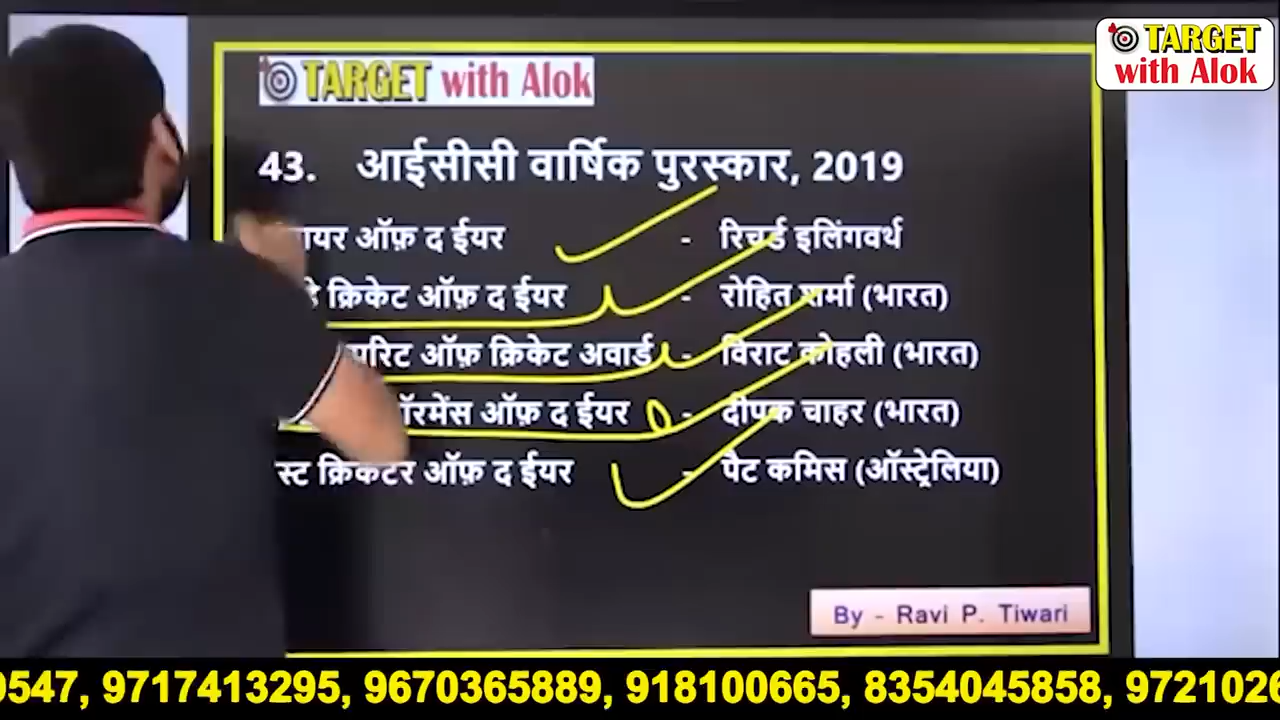 TARGET
with Alok
TARGET with Alok
43. आईसीसी वार्षिक पुरस्कार, 2019
ऑफ़ द ईयर - रिचर्ड इलिंगवर्थ
क्रिकेट ऑफ़ द ईयर - रोहित शर्मा (भारत)
ऑफ़ क्रिकेट अवार्ड - विराट कोहली (भारत)
ऑफ़ द ईयर - दीपक चाहर (भारत)
क्रिकेटर ऑफ़ द ईयर - पैट कमिस (ऑस्ट्रेलिया)
By - Ravi P. Tiwari
0547, 9717413295, 9670365889, 918100665, 8354045858, 9721026